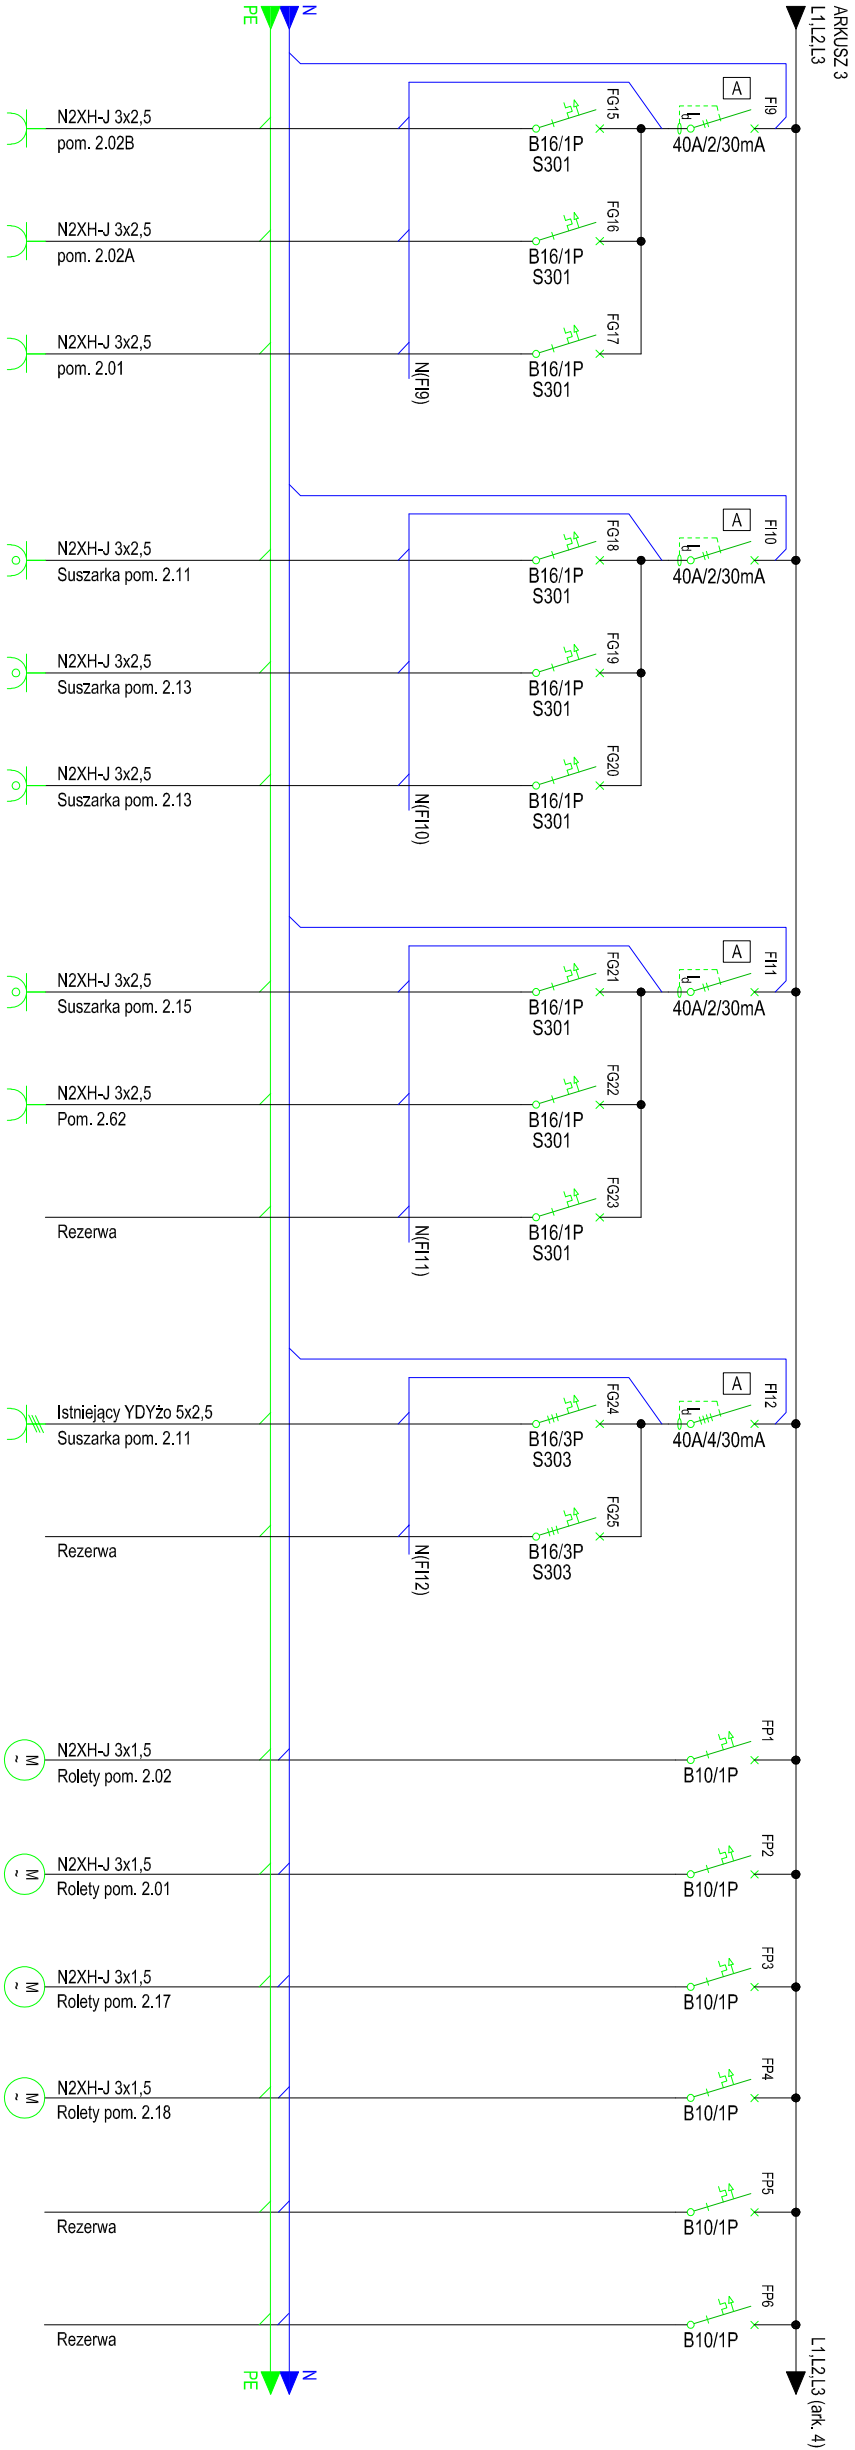 ARKUSZ 3
L1,L2,L3
PE
N
FI9
A
Id
40A/2/30mA
FG15
B16/1P
S301
N2XH-J 3x2,5
pom. 2.02B
FG16
B16/1P
S301
N2XH-J 3x2,5
pom. 2.02A
FG17
B16/1P
S301
N2XH-J 3x2,5
pom. 2.01
N(FI9)
FI10
A
Id
40A/2/30mA
FG18
B16/1P
S301
N2XH-J 3x2,5
Suszarka pom. 2.11
FG19
B16/1P
S301
N2XH-J 3x2,5
Suszarka pom. 2.13
FG20
B16/1P
S301
N2XH-J 3x2,5
Suszarka pom. 2.13
N(FI10)
FI11
A
Id
40A/2/30mA
FG21
B16/1P
S301
N2XH-J 3x2,5
Suszarka pom. 2.15
FG22
B16/1P
S301
N2XH-J 3x2,5
Pom. 2.62
FG23
B16/1P
S301
Rezerwa
N(FI11)
FI12
A
Id
40A/4/30mA
FG24
B16/3P
S303
Istniejący YDYżo 5x2,5
Suszarka pom. 2.11
FG25
B16/3P
S303
Rezerwa
N(FI12)
FP1
B10/1P
N2XH-J 3x1,5
Rolety pom. 2.02
M
~
FP2
B10/1P
N2XH-J 3x1,5
Rolety pom. 2.01
M
~
FP3
B10/1P
N2XH-J 3x1,5
Rolety pom. 2.17
M
~
FP4
B10/1P
N2XH-J 3x1,5
Rolety pom. 2.18
M
~
FP5
B10/1P
Rezerwa
FP6
B10/1P
Rezerwa
PE
N
L1,L2,L3 (ark. 4)